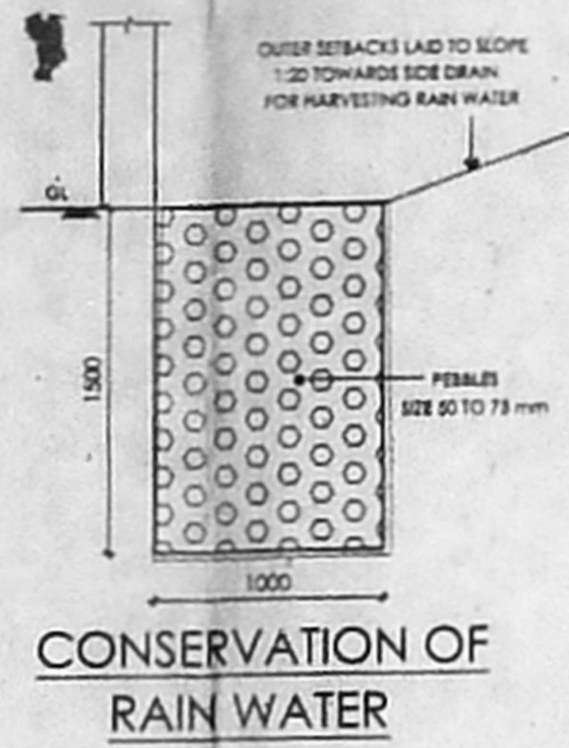 OUTER SETBACKS LAID TO SLOPE
1:20 TOWARDS SIDE DRAIN
FOR HARVESTING RAIN WATER
GL
1500
PEBBLES
SIZE 50 TO 75 mm
1000
CONSERVATION OF
RAIN WATER